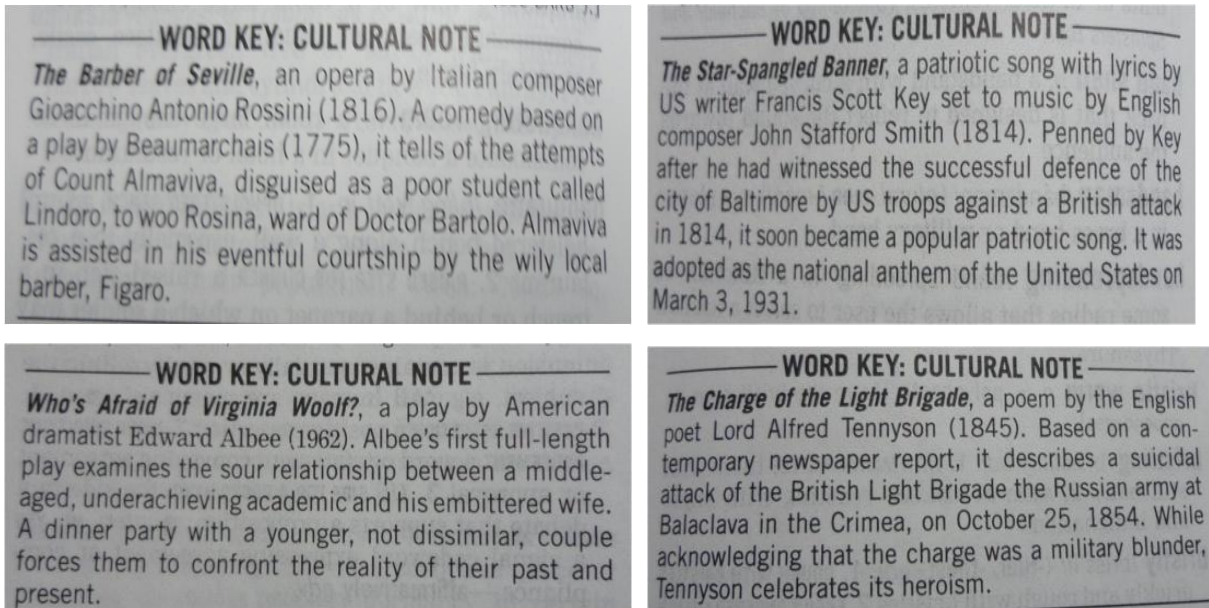 WORD KEY: CULTURAL NOTE
The Barber of Seville, an opera by Italian composer
Gioacchino Antonio Rossini (1816). A comedy based on
a play by Beaumarchais (1775), it tells of the attempts
of Count Almaviva, disguised as a poor student called
Lindoro, to woo Rosina, ward of Doctor Bartolo. Almaviva
is assisted in his eventful courtship by the wily local
barber, Figaro.
WORD KEY: CULTURAL NOTE
The Star-Spangled Banner, a patriotic song with lyrics by
US writer Francis Scott Key set to music by English
composer John Stafford Smith (1814). Penned by Key
after he had witnessed the successful defence of the
city of Baltimore by US troops against a British attack
in 1814, it soon became a popular patriotic song. It was
adopted as the national anthem of the United States on
March 3, 1931.
WORD KEY: CULTURAL NOTE
Who's Afraid of Virginia Woolf?, a play by American
dramatist Edward Albee (1962). Albee's first full-length
play examines the sour relationship between a middle-
aged, underachieving academic and his embittered wife.
A dinner party with a younger, not dissimilar, couple
forces them to confront the reality of their past and
present.
WORD KEY: CULTURAL NOTE
The Charge of the Light Brigade, a poem by the English
poet Lord Alfred Tennyson (1845). Based on a con-
temporary newspaper report, it describes a suicidal
attack of the British Light Brigade the Russian army at
Balaclava in the Crimea, on October 25, 1854. While
acknowledging that the charge was a military blunder,
Tennyson celebrates its heroism.